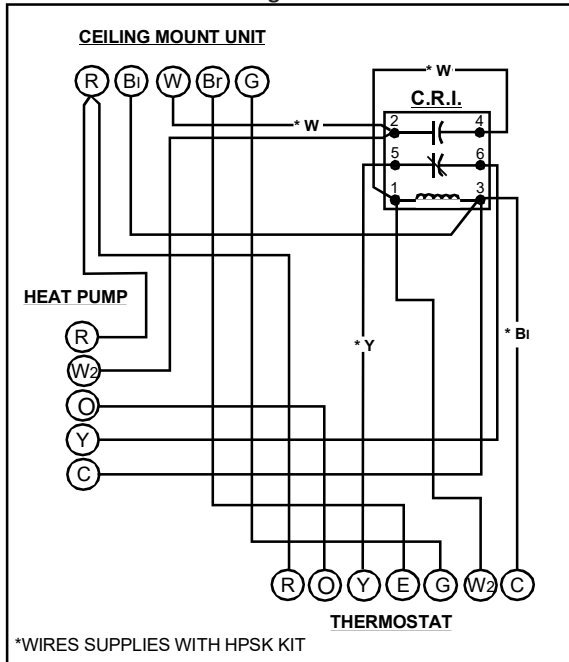 CEILING MOUNT UNIT
R Bl W Br G
* W
C.R.I.
* W
2 4
5 6
1 3
HEAT PUMP
R
W2
O
Y
C
* Y
* Bl
R O Y E G W2 C
THERMOSTAT
*WIRES SUPPLIES WITH HPSK KIT